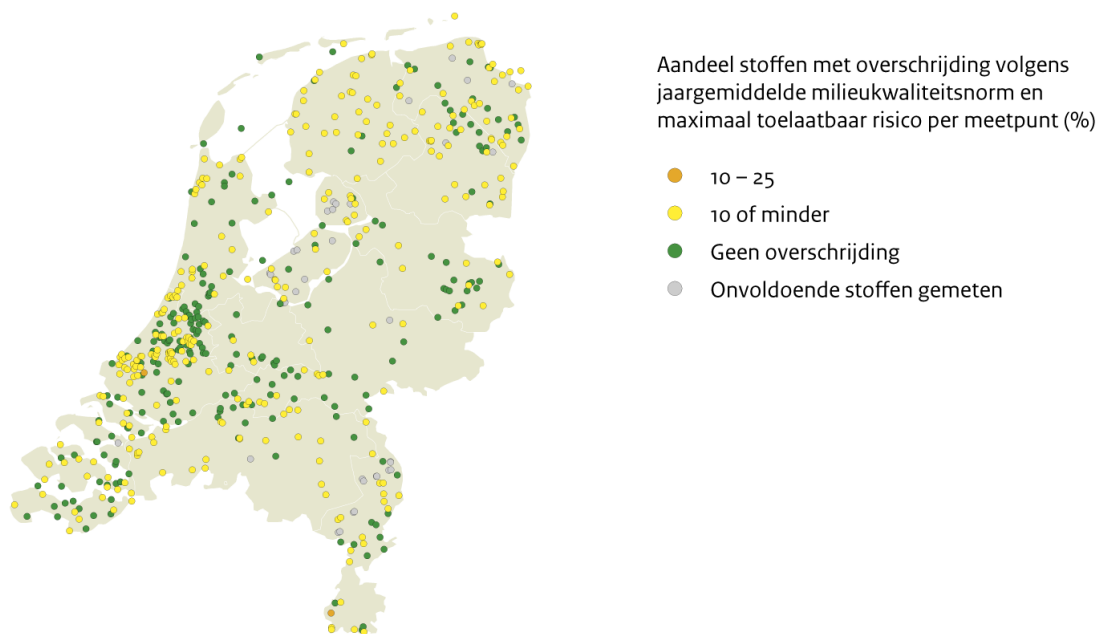 Aandeel stoffen met overschrijding volgens
jaargemiddelde milieukwaliteitsnorm en
maximaal toelaatbaar risico per meetpunt (%)
10 – 25
10 of minder
Geen overschrijding
Onvoldoende stoffen gemeten